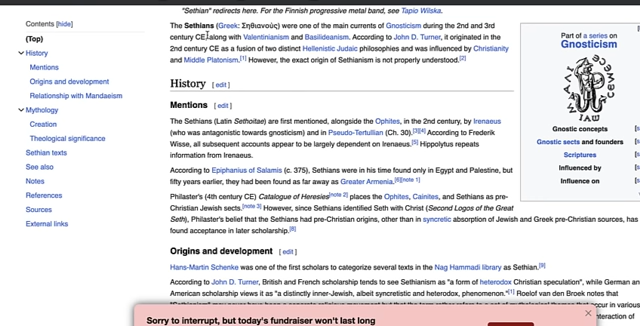 "Sethian" redirects here. For the Finnish progressive metal band, see Tapio Wilska.
Contents [hide]
(Top)
History
Mentions
Origins and development
Relationship with Mandaeism
Mythology
Creation
Theological significance
Sethian texts
See also
Notes
References
Sources
External links
The Sethians (Greek: Σηθιανοί) were one of the main currents of Gnosticism during the 2nd and 3rd
century CE, along with Valentinianism and Basilideanism. According to John D. Turner, it originated in the
2nd century CE as a fusion of two distinct Hellenistic Judaic philosophies and was influenced by Christianity
and Middle Platonism.[1] However, the exact origin of Sethianism is not properly understood.[2]
History [ edit ]
Mentions [ edit ]
The Sethians (Latin Sethoitae) are first mentioned, alongside the Ophites, in the 2nd century, by Irenaeus
(who was antagonistic towards gnosticism) and in Pseudo-Tertullian (Ch. 30).[3][4] According to Frederik
Wisse, all subsequent accounts appear to be largely dependent on Irenaeus.[5] Hippolytus repeats
information from Irenaeus.
According to Epiphanius of Salamis (c. 375), Sethians were in his time found only in Egypt and Palestine, but
fifty years earlier, they had been found as far away as Greater Armenia.[6][note 1]
Philaster's (4th century CE) Catalogue of Heresies[note 2] places the Ophites, Cainites, and Sethians as pre-
Christian Jewish sects.[note 3] However, since Sethians identified Seth with Christ (Second Logos of the Great
Seth), Philaster's belief that the Sethians had pre-Christian origins, other than in syncretic absorption of Jewish and Greek pre-Christian sources, has
found acceptance in later scholarship.[8]
Origins and development [ edit ]
Hans-Martin Schenke was one of the first scholars to categorize several texts in the Nag Hammadi library as Sethian.[9]
According to John D. Turner, British and French scholarship tends to see Sethianism as "a form of heterodox Christian speculation", while German an
American scholarship views it as "a distinctly inner-Jewish, albeit syncretistic and heterodox, phenomenon."[1] Roelof van den Broek notes that
Part of a series on
Gnosticism
ΙΑΩ
Gnostic concepts
Gnostic sects and founders
Scriptures
Influenced by
Influence on
Sorry to interrupt, but today's fundraiser won't last long